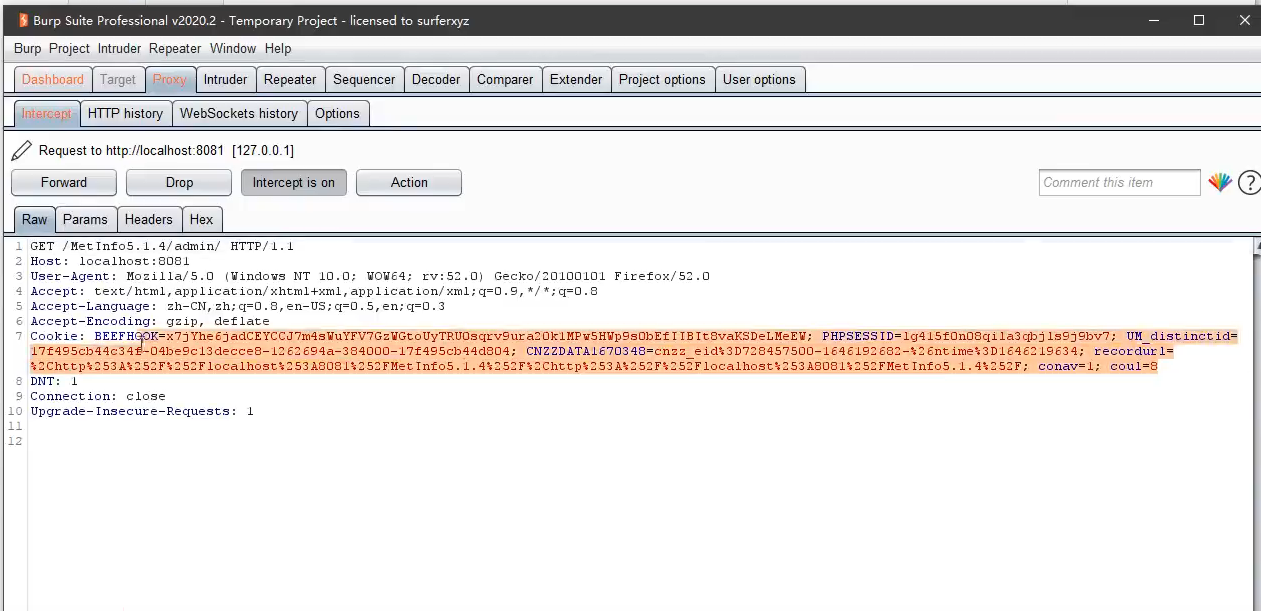 Burp Suite Professional v2020.2 - Temporary Project - licensed to surferxyz
Burp Project Intruder Repeater Window Help
Dashboard Target Proxy Intruder Repeater Sequencer Decoder Comparer Extender Project options User options
Intercept HTTP history WebSockets history Options
Request to http://localhost:8081 [127.0.0.1]
Forward Drop Intercept is on Action Comment this item ?
Raw Params Headers Hex
1 GET /MetInfo5.1.4/admin/ HTTP/1.1
2 Host: localhost:8081
3 User-Agent: Mozilla/5.0 (Windows NT 10.0; WOW64; rv:52.0) Gecko/20100101 Firefox/52.0
4 Accept: text/html,application/xhtml+xml,application/xml;q=0.9,*/*;q=0.8
5 Accept-Language: zh-CN,zh;q=0.8,en-US;q=0.5,en;q=0.3
6 Accept-Encoding: gzip, deflate
7 Cookie: BEEFHOOK=x7jYhe6jadCEYCCJ7m4sWuYFV7GzWGtoUyTRU0sqrv9ura2Ok1MPw5HWp9s0bEfIIBIt8vaKSDeLMeEW; PHPSESSID=lg415f0n08qila3qbjls9j9bv7; UM_distinctid=
17f495cb44c34f-04be9c13decce8-1262694a-384000-17f495cb44d804; CNZZDATA1670348=cnzz_eid%3D728457500-1646192682-%26ntime%3D1646219634; recordurl=
%2Chttp%253A%252F%252Flocalhost%253A8081%252FMetInfo5.1.4%252F%2Chttp%253A%252F%252Flocalhost%253A8081%252FMetInfo5.1.4%252F; conav=1; coul=8
8 DNT: 1
9 Connection: close
10 Upgrade-Insecure-Requests: 1
11
12